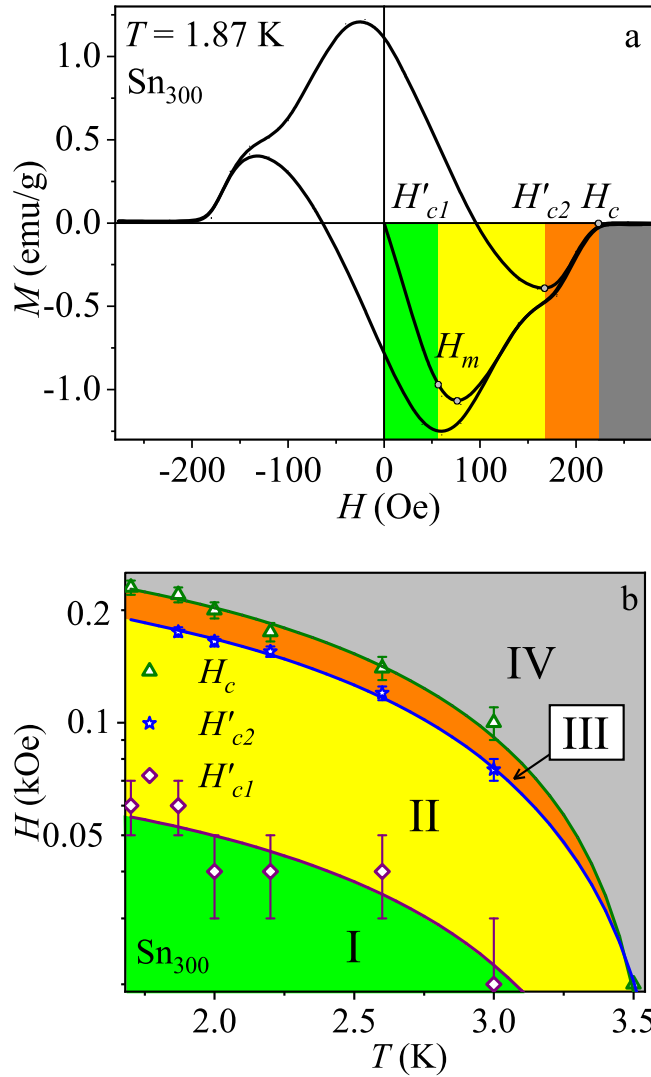 T = 1.87 K
a
Sn300
H'c1 H'c2 Hc
Hm
M (emu/g)
1.0
0.5
0.0
-0.5
-1.0
-200 -100 0 100 200
H (Oe)
b
IV
III
II
I
Hc
H'c2
H'c1
Sn300
H (kOe)
0.2
0.1
0.05
2.0 2.5 3.0 3.5
T (K)